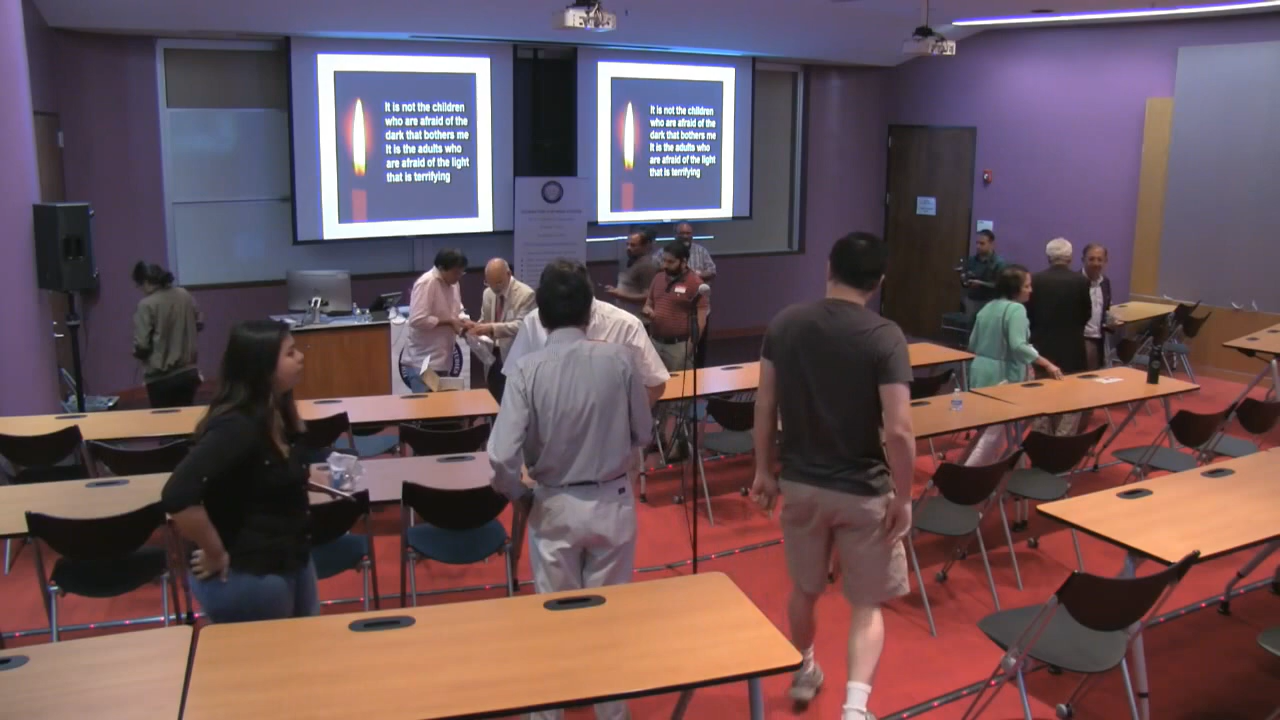 It is not the children
who are afraid of the
dark that bothers me
It is the adults who
are afraid of the light
that is terrifying
It is not the children
who are afraid of the
dark that bothers me
It is the adults who
are afraid of the light
that is terrifying